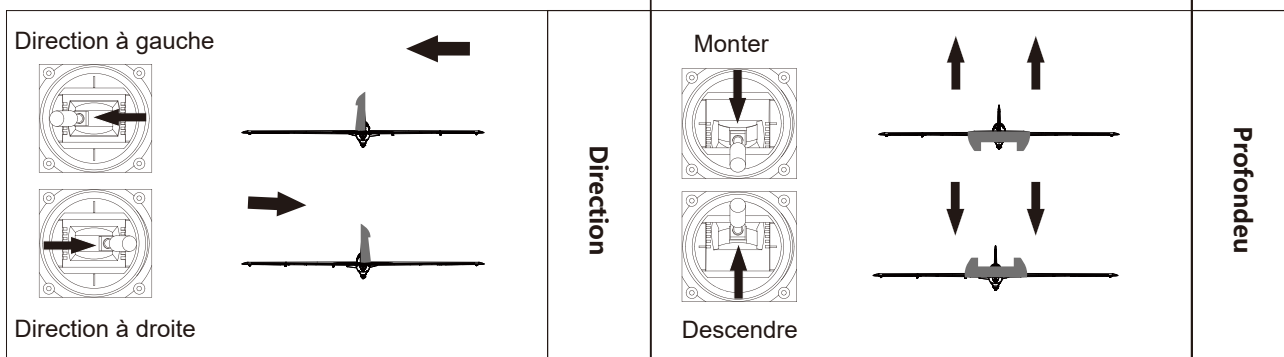 Direction à gauche
Direction à droite
Direction
Monter
Descendre
Profondeu